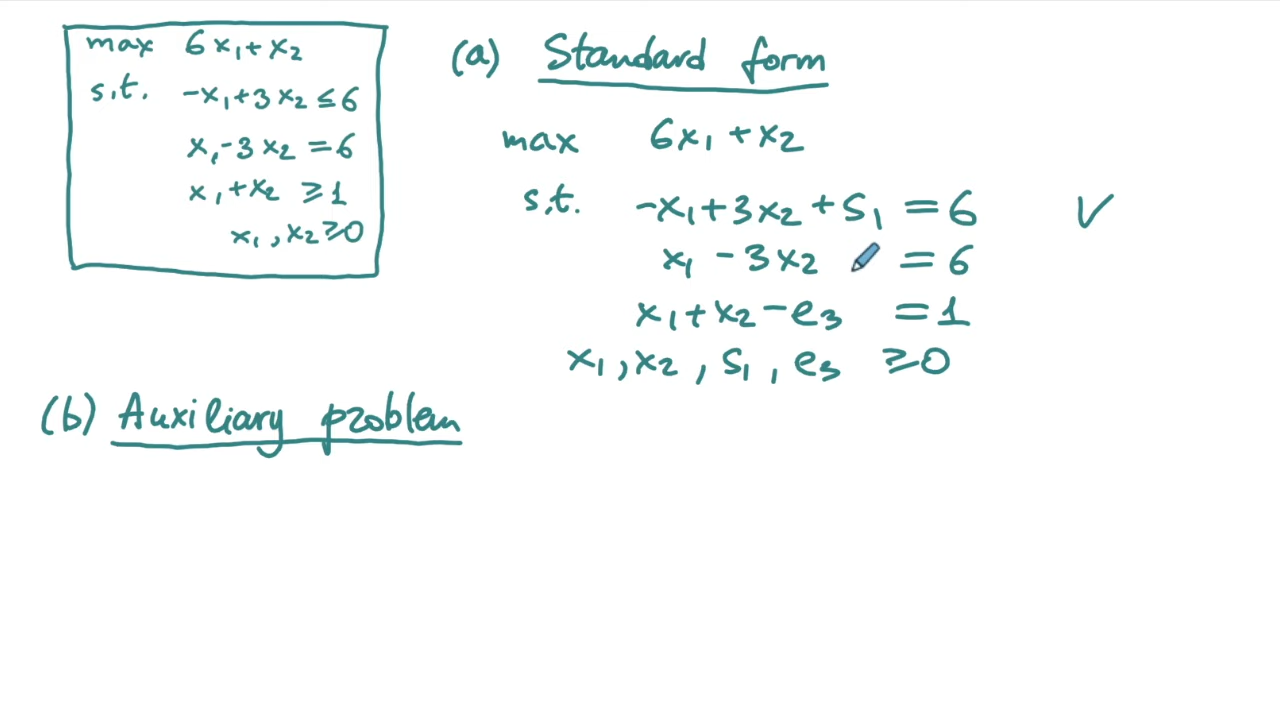 max 6x₁+x₂
s.t. -x₁+3x₂≤6
x₁-3x₂=6
x₁+x₂≥1
x₁,x₂≥0
(a) Standard form
max 6x₁+x₂
s.t. -x₁+3x₂+S₁=6 ✓
x₁-3x₂=6
x₁+x₂-e₃=1
x₁,x₂,S₁,e₃≥0
(b) Auxiliary problem